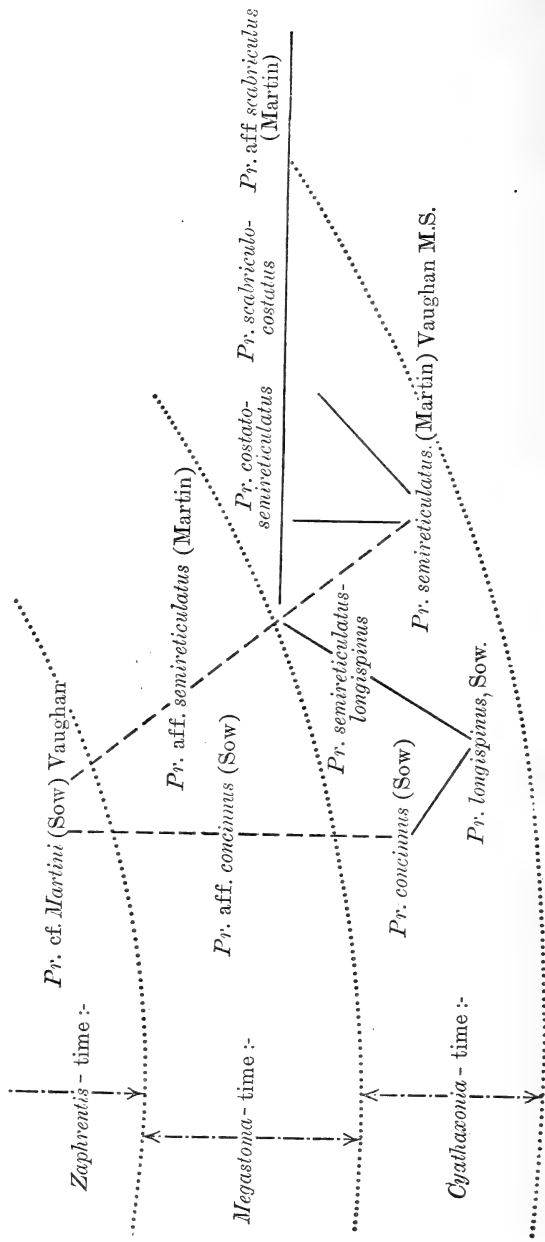 Pr. cf. Martini (Sow) Vaughan
Zaphrentis - time :-
Pr. aff. semireticulatus (Martin)
Pr. aff. concinnus (Sow)
Megastoma - time :-
Pr. costato-
semireticulatus
Pr. scabriculo-
costatus
Pr. aff scabriculus
(Martin)
Pr. semireticulatus-
longispinus
Pr. concinnus (Sow)
Pr. semireticulatus. (Martin) Vaughan M.S.
Pr. longispinus, Sow.
Cyathaxonia - time :-